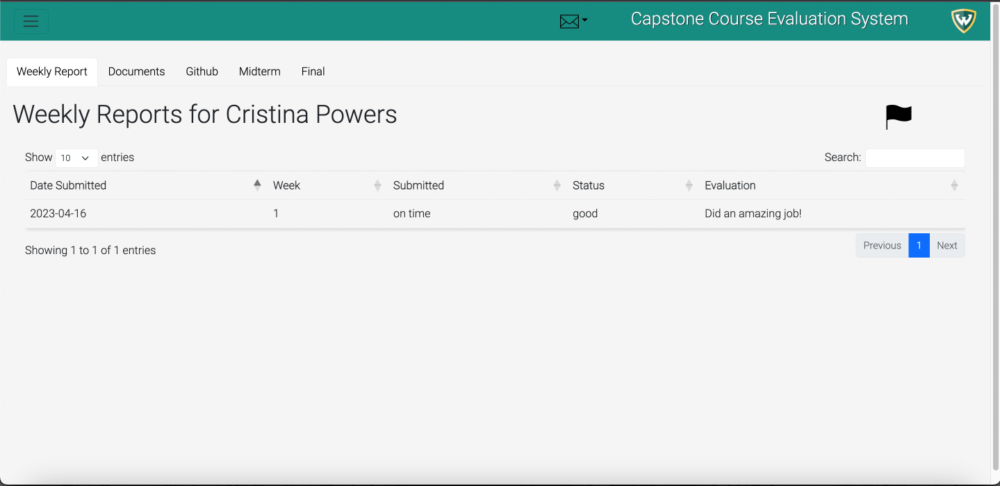 Capstone Course Evaluation System
Weekly Report Documents Github Midterm Final
Weekly Reports for Cristina Powers
Show 10 entries Search:
Date Submitted Week Submitted Status Evaluation
2023-04-16 1 on time good Did an amazing job!
Showing 1 to 1 of 1 entries Previous 1 Next